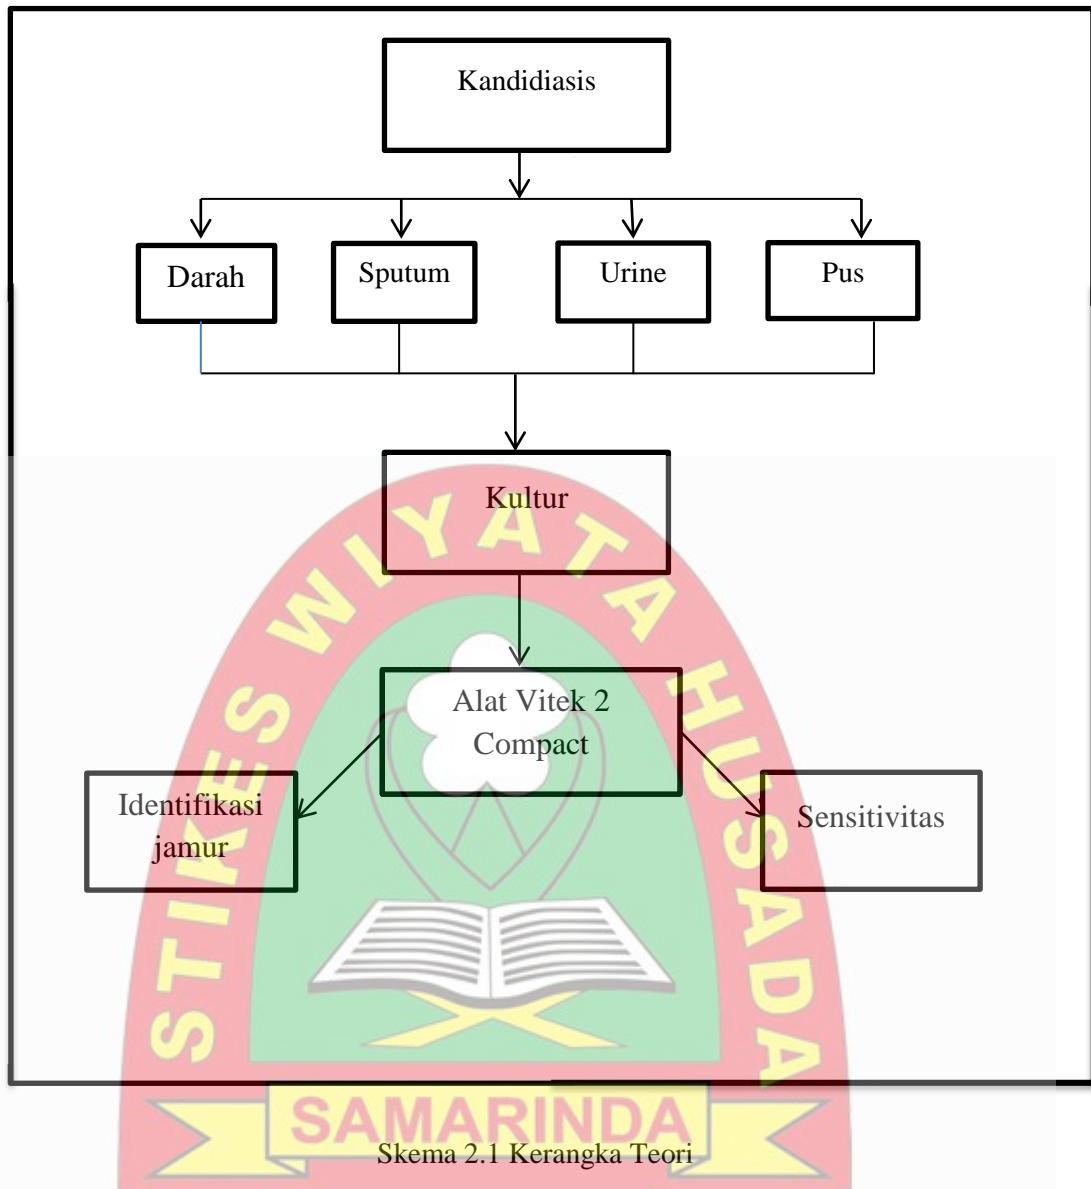 Kandidiasis
Darah
Sputum
Urine
Pus
Kultur
Alat Vitek 2
Compact
Identifikasi
jamur
Sensitivitas
STIKES WIYATA HUSADA
SAMARINDA
Skema 2.1 Kerangka Teori